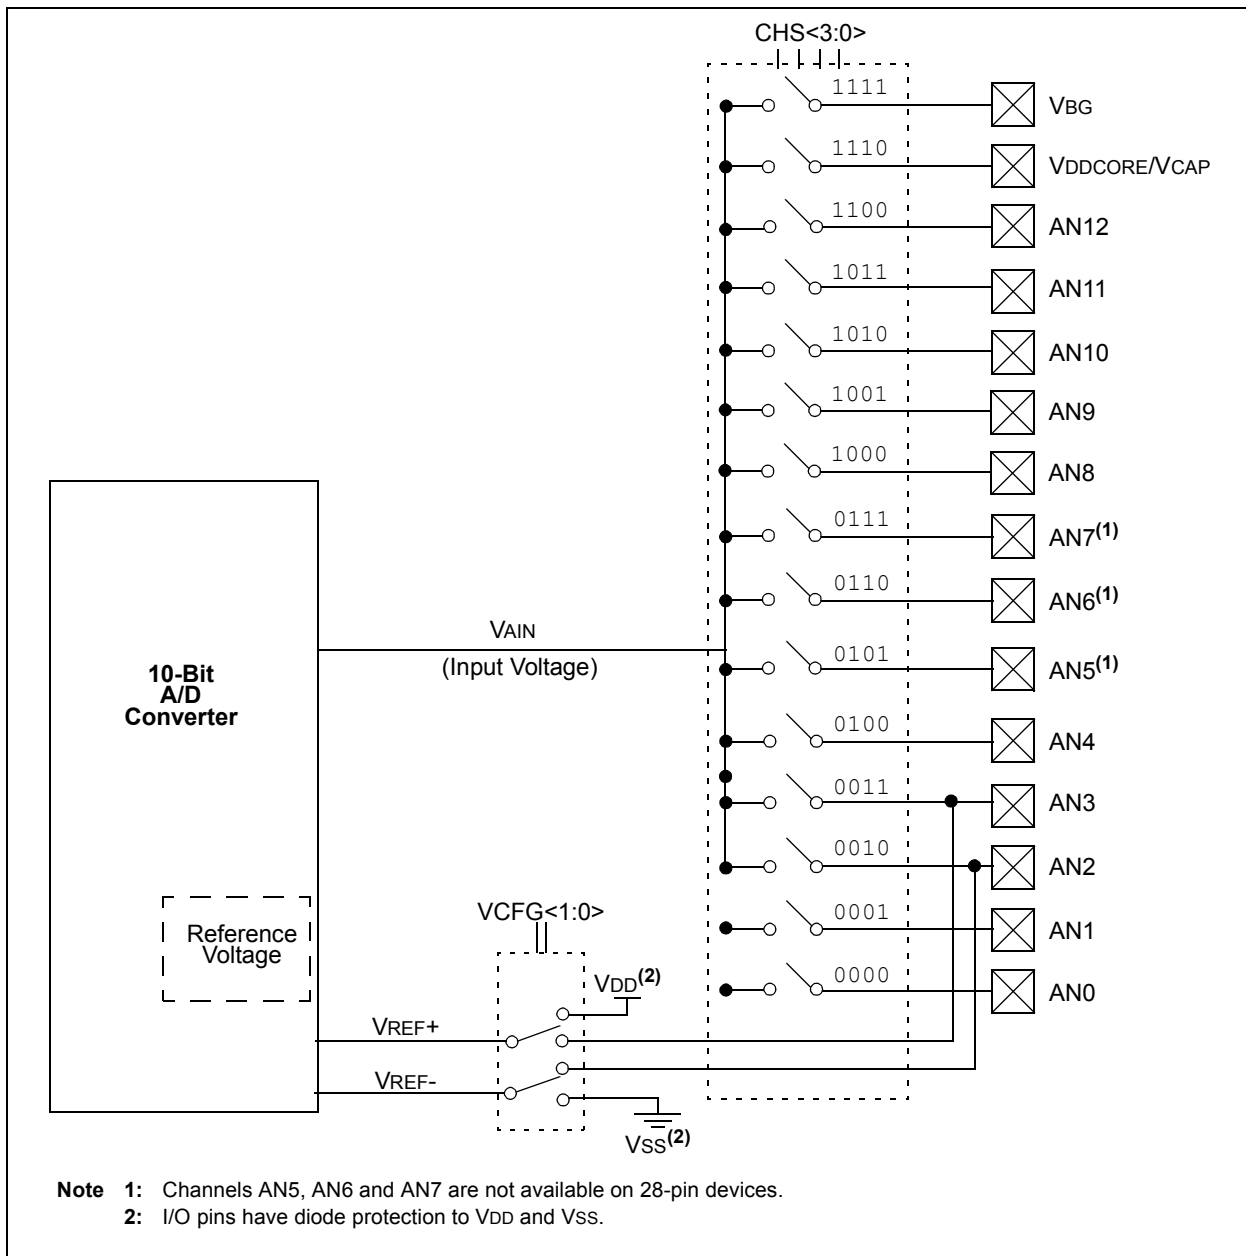 CHS<3:0>
1111 VBG
1110 VDDCORE/VCAP
1100 AN12
1011 AN11
1010 AN10
1001 AN9
1000 AN8
0111 AN7(1)
0110 AN6(1)
0101 AN5(1)
0100 AN4
0011 AN3
0010 AN2
0001 AN1
0000 AN0
VAIN
(Input Voltage)
10-Bit
A/D
Converter
Reference
Voltage
VCFG<1:0>
VDD(2)
VREF+
VREF-
VSS(2)
Note 1: Channels AN5, AN6 and AN7 are not available on 28-pin devices.
2: I/O pins have diode protection to VDD and VSS.